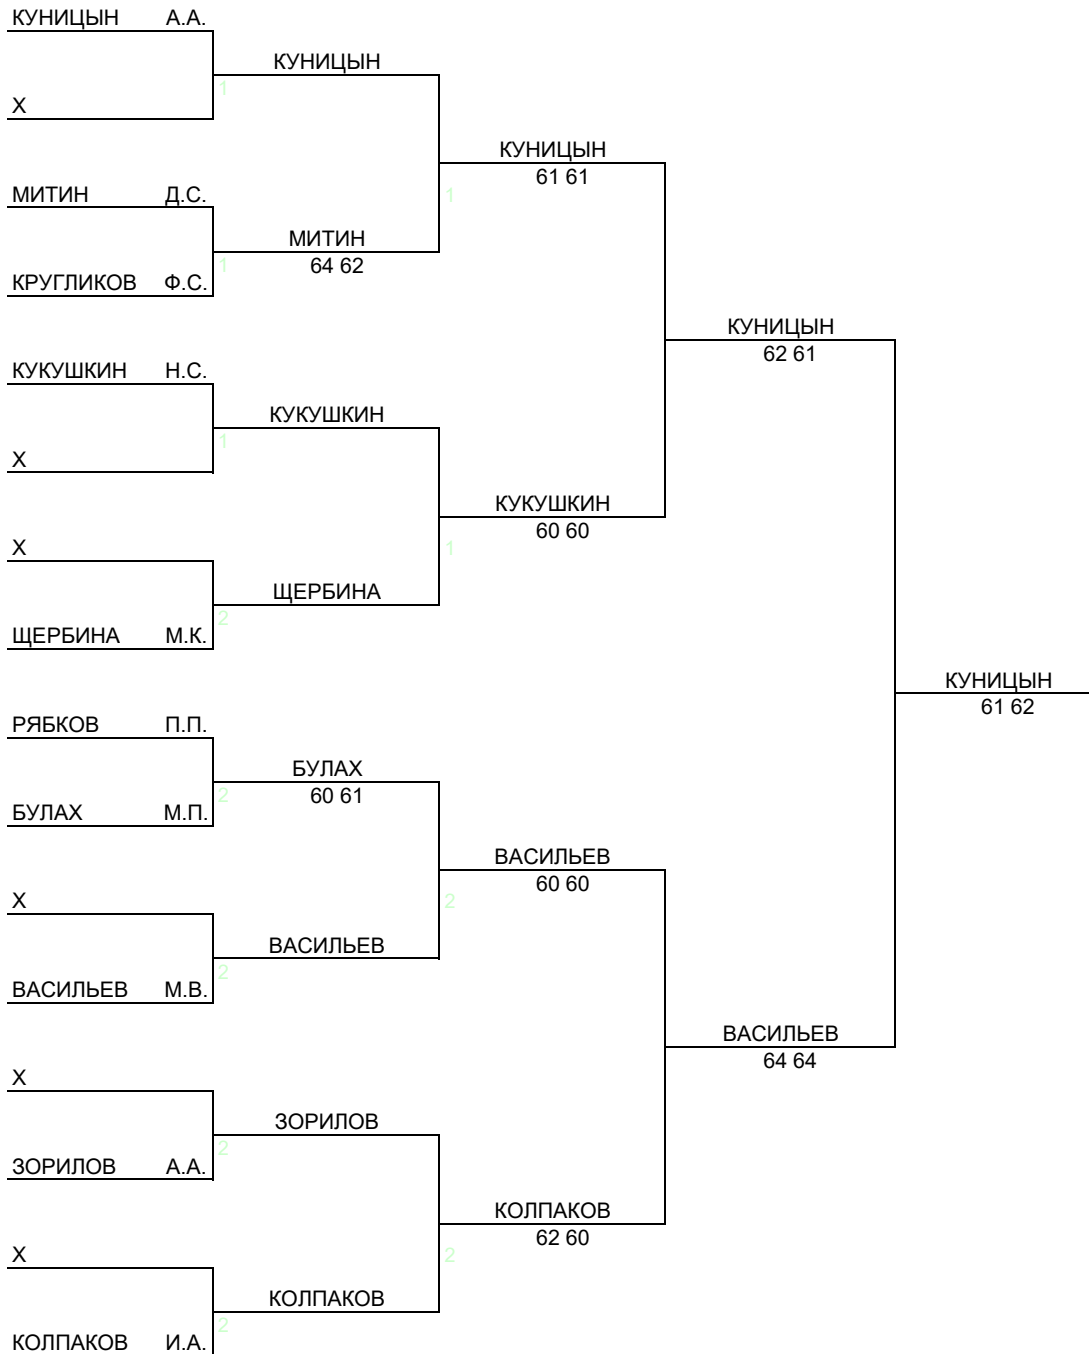 КУНИЦЫН А.А.
КУНИЦЫН
1
Х
КУНИЦЫН
61 61
МИТИН Д.С.
1
МИТИН
64 62
1
КРУГЛИКОВ Ф.С.
КУНИЦЫН
62 61
КУКУШКИН Н.С.
КУКУШКИН
1
Х
КУКУШКИН
60 60
Х
1
ЩЕРБИНА
2
ЩЕРБИНА М.К.
КУНИЦЫН
61 62
РЯБКОВ П.П.
БУЛАХ
60 61
2
БУЛАХ М.П.
ВАСИЛЬЕВ
60 60
Х
2
ВАСИЛЬЕВ
2
ВАСИЛЬЕВ М.В.
ВАСИЛЬЕВ
64 64
Х
ЗОРИЛОВ
2
ЗОРИЛОВ А.А.
КОЛПАКОВ
62 60
Х
2
КОЛПАКОВ
2
КОЛПАКОВ И.А.